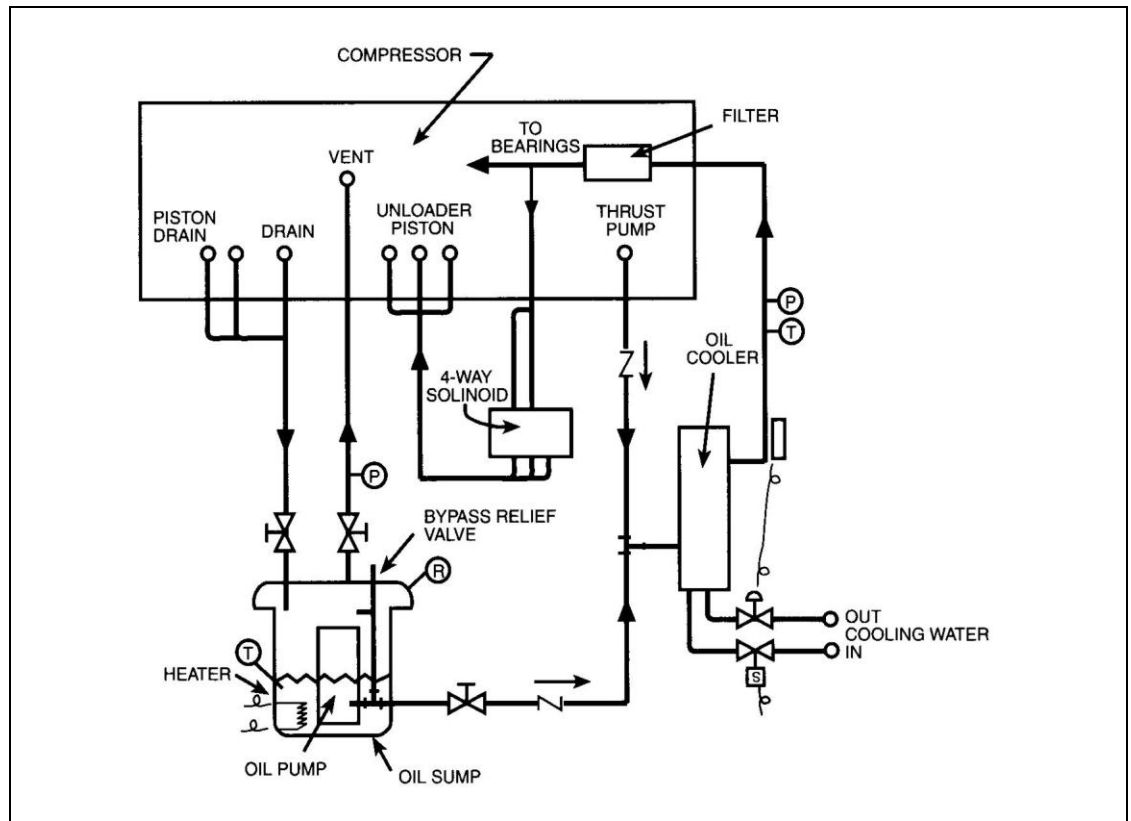 COMPRESSOR
TO
BEARINGS
FILTER
VENT
PISTON
DRAIN
DRAIN
UNLOADER
PISTON
THRUST
PUMP
P
T
OIL
COOLER
4-WAY
SOLINOID
P
BYPASS RELIEF
VALVE
R
OUT
COOLING WATER
IN
S
T
HEATER
OIL PUMP
OIL SUMP